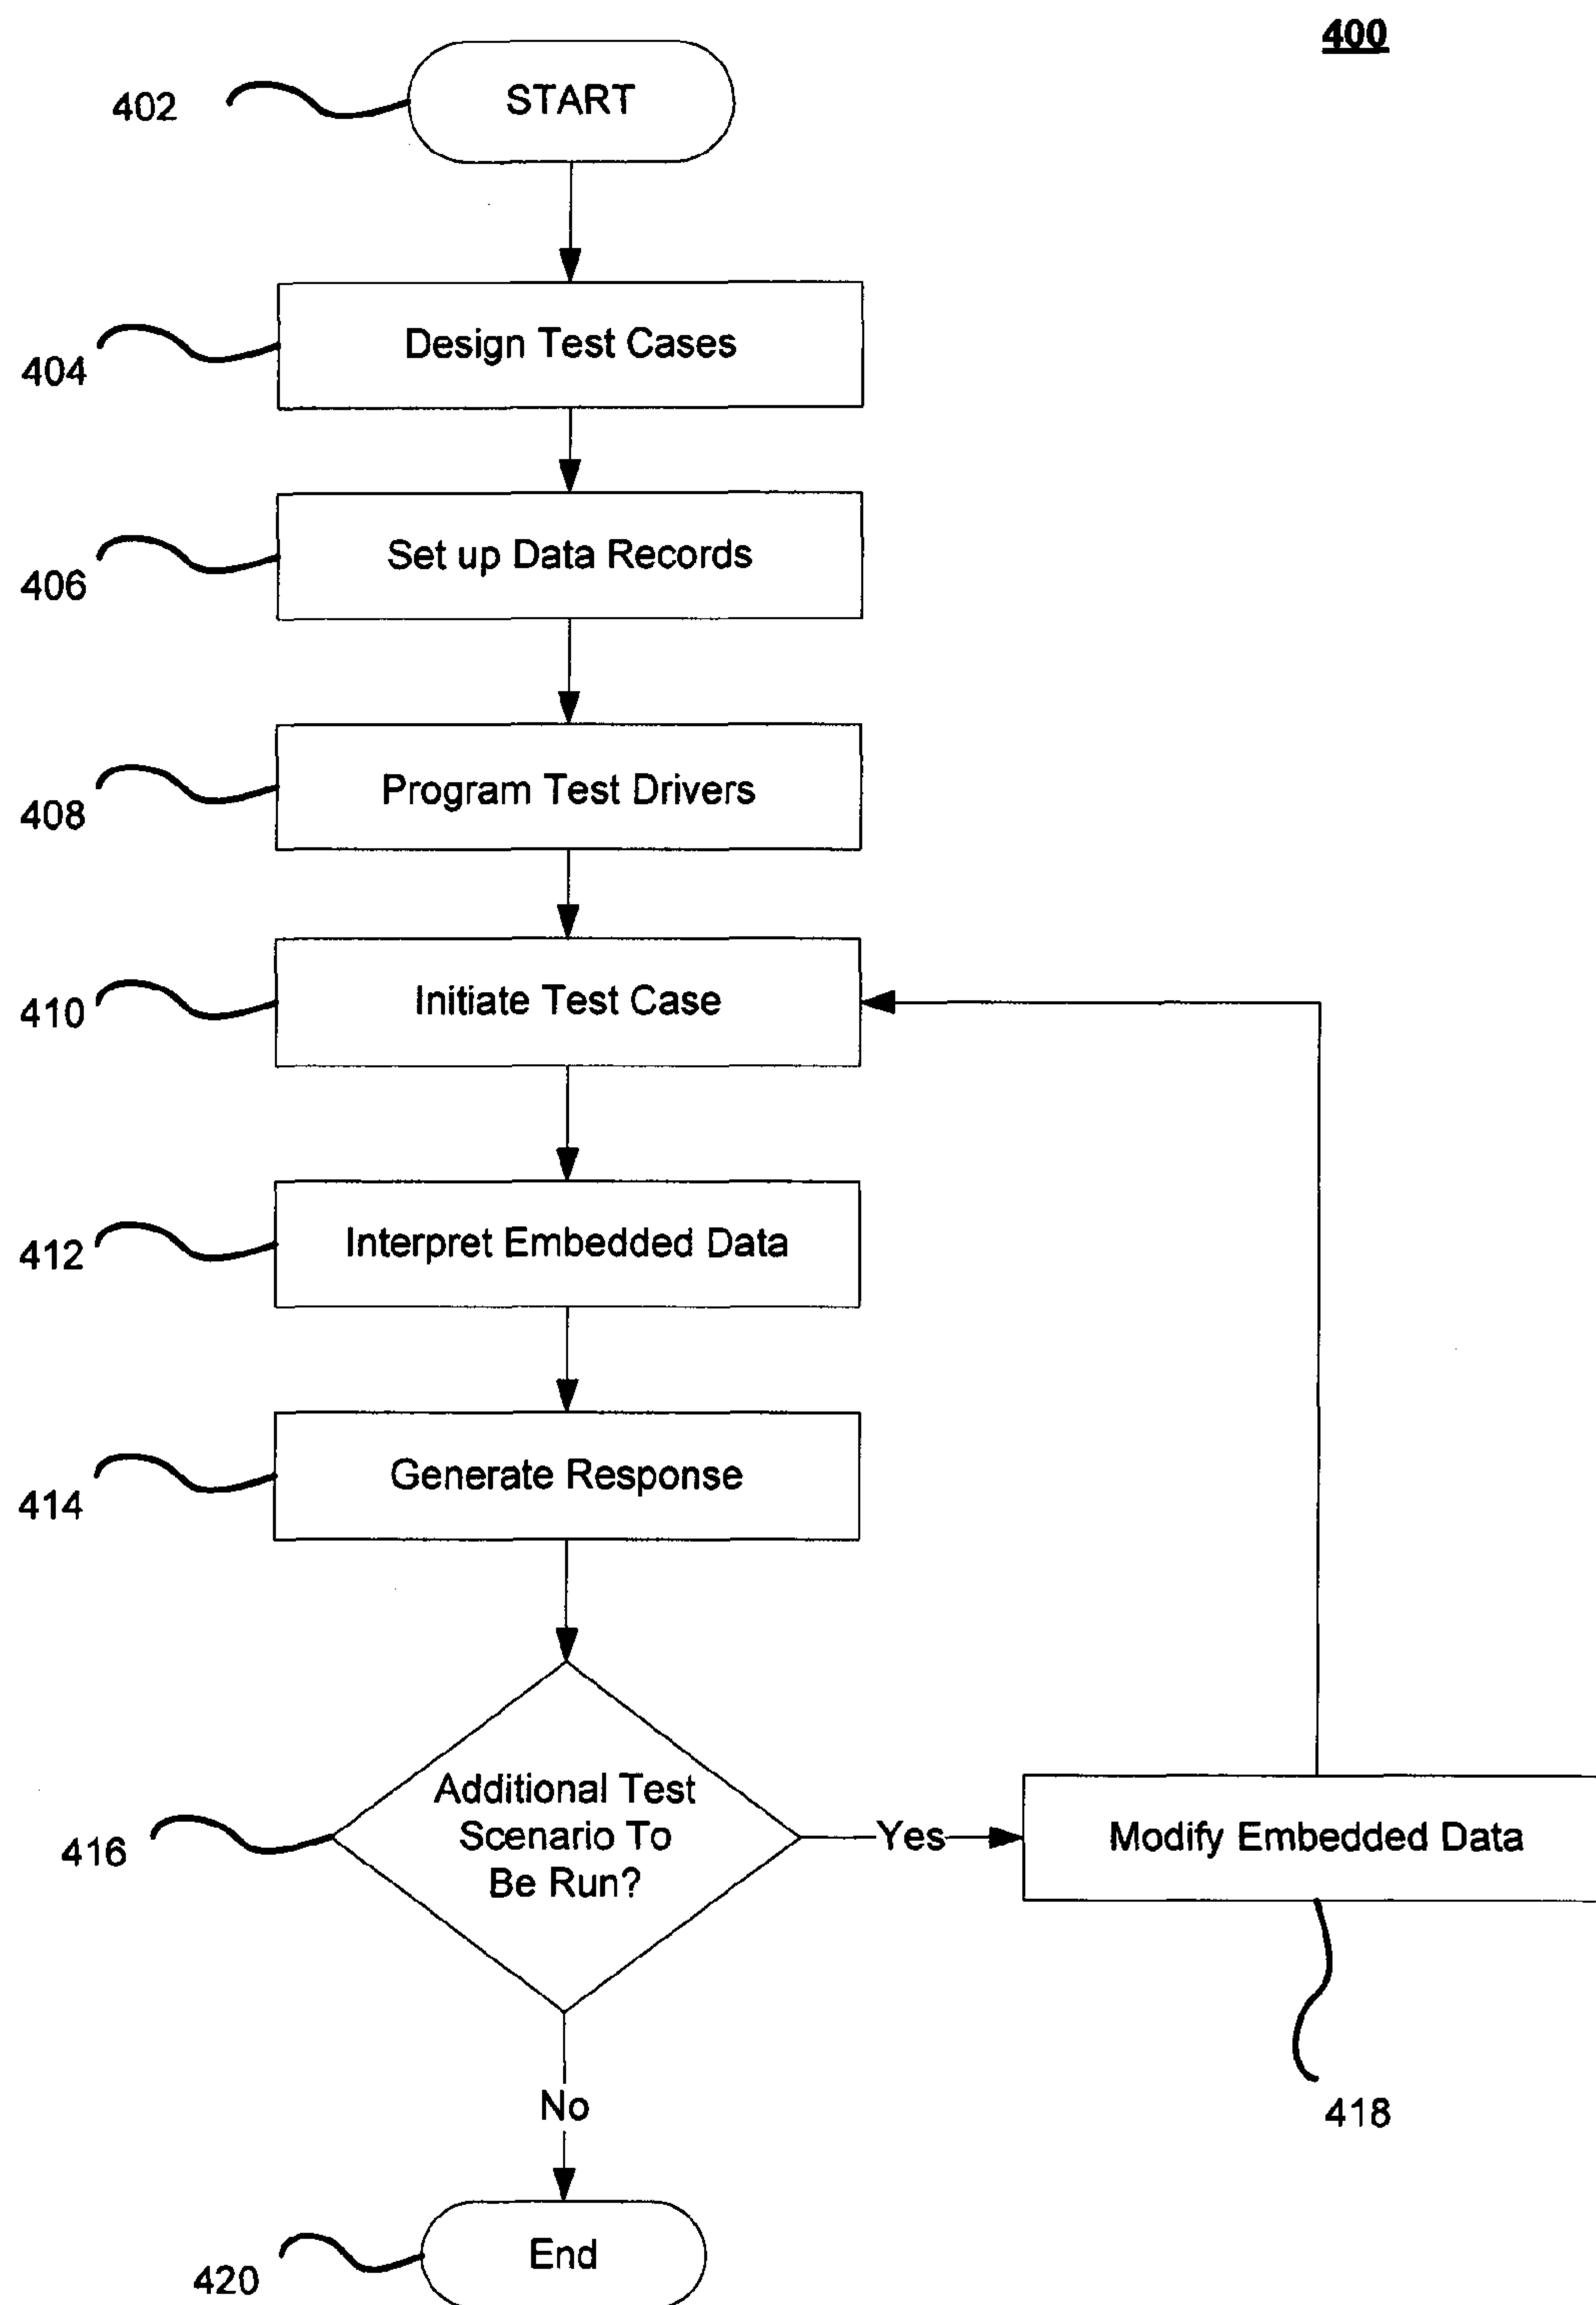 400
402
START
404
Design Test Cases
406
Set up Data Records
408
Program Test Drivers
410
Initiate Test Case
412
Interpret Embedded Data
414
Generate Response
416
Additional Test
Scenario To
Be Run?
Yes
Modify Embedded Data
418
No
420
End